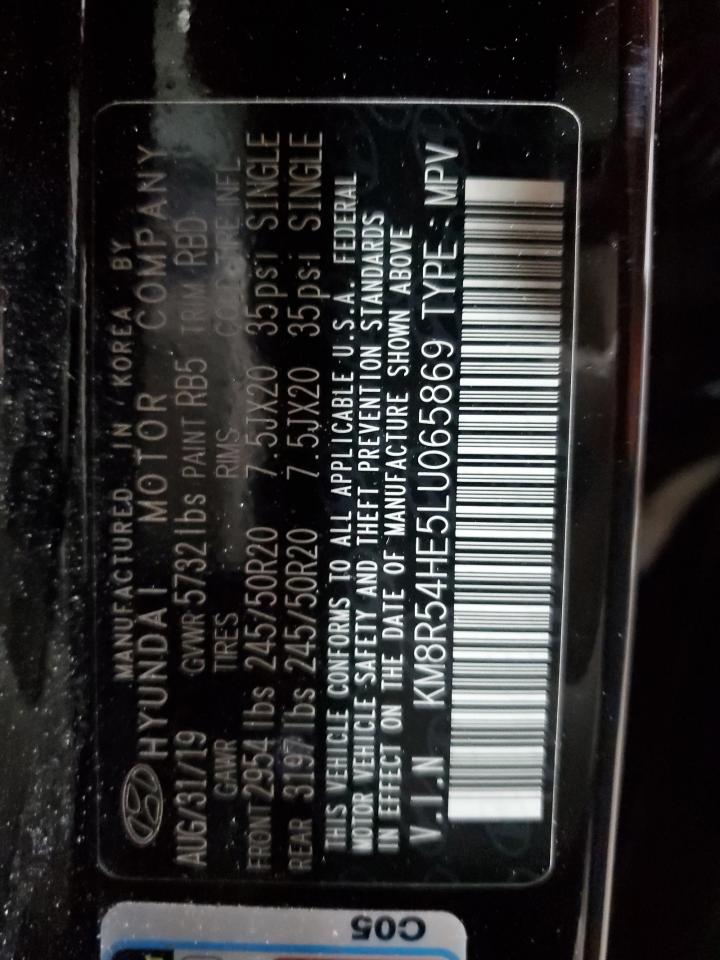 MANUFACTURED IN KOREA BY
HYUNDAI MOTOR COMPANY
AUG/31/19 GVWR 5732 lbs PAINT RB5 TRIM RBD
GAWR TIRES RIMS COLD TIRE INFL
FRONT 2954 lbs 245/50R20 7.5JX20 35psi SINGLE
REAR 3197 lbs 245/50R20 7.5JX20 35psi SINGLE
THIS VEHICLE CONFORMS TO ALL APPLICABLE U.S.A. FEDERAL
MOTOR VEHICLE SAFETY AND THEFT PREVENTION STANDARDS
IN EFFECT ON THE DATE OF MANUFACTURE SHOWN ABOVE
V.I.N KM8R54HE5LU065869 TYPE : MPV
C05